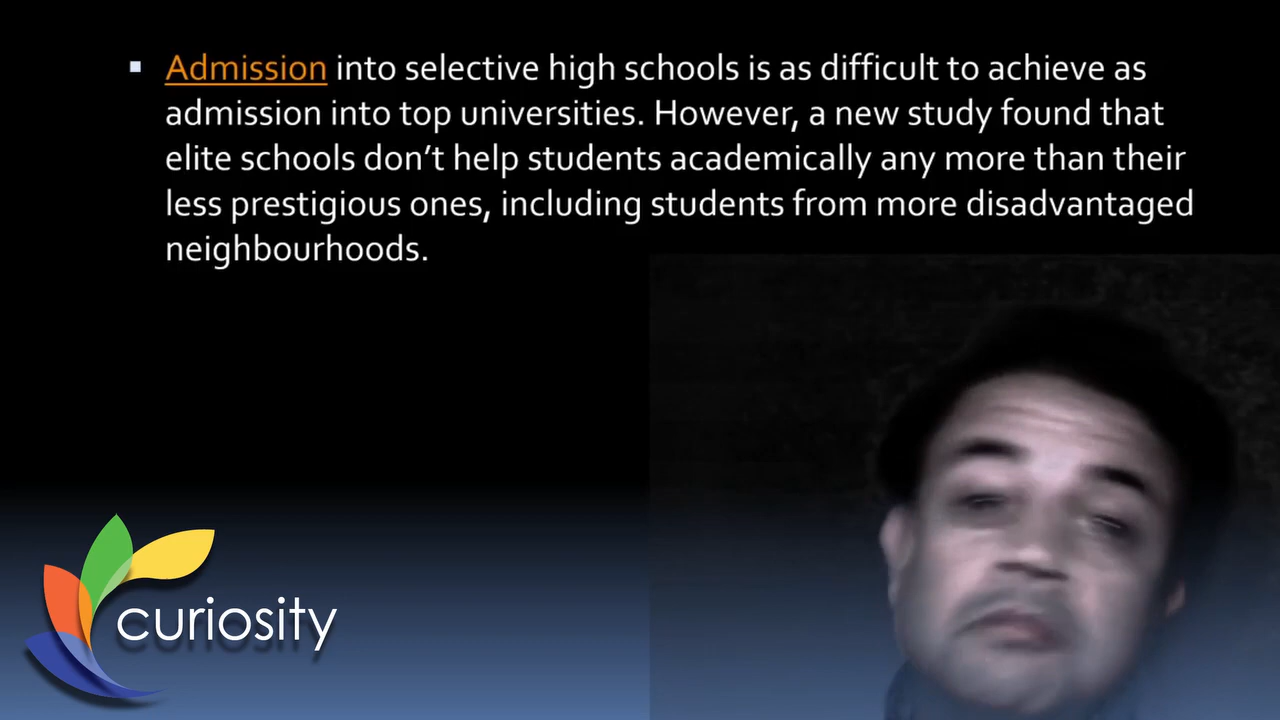 Admission into selective high schools is as difficult to achieve as
admission into top universities. However, a new study found that
elite schools don’t help students academically any more than their
less prestigious ones, including students from more disadvantaged
neighbourhoods.
curiosity